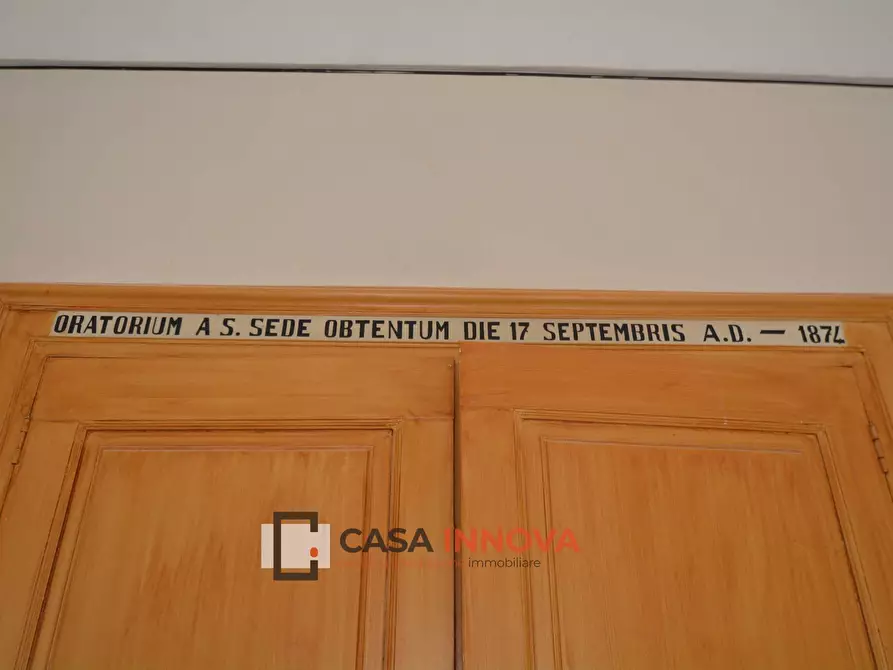 ORATORIUM A S. SEDE OBTENTUM DIE 17 SEPTEMBRIS A.D. — 1874
CASA INNOVA
immobiliare